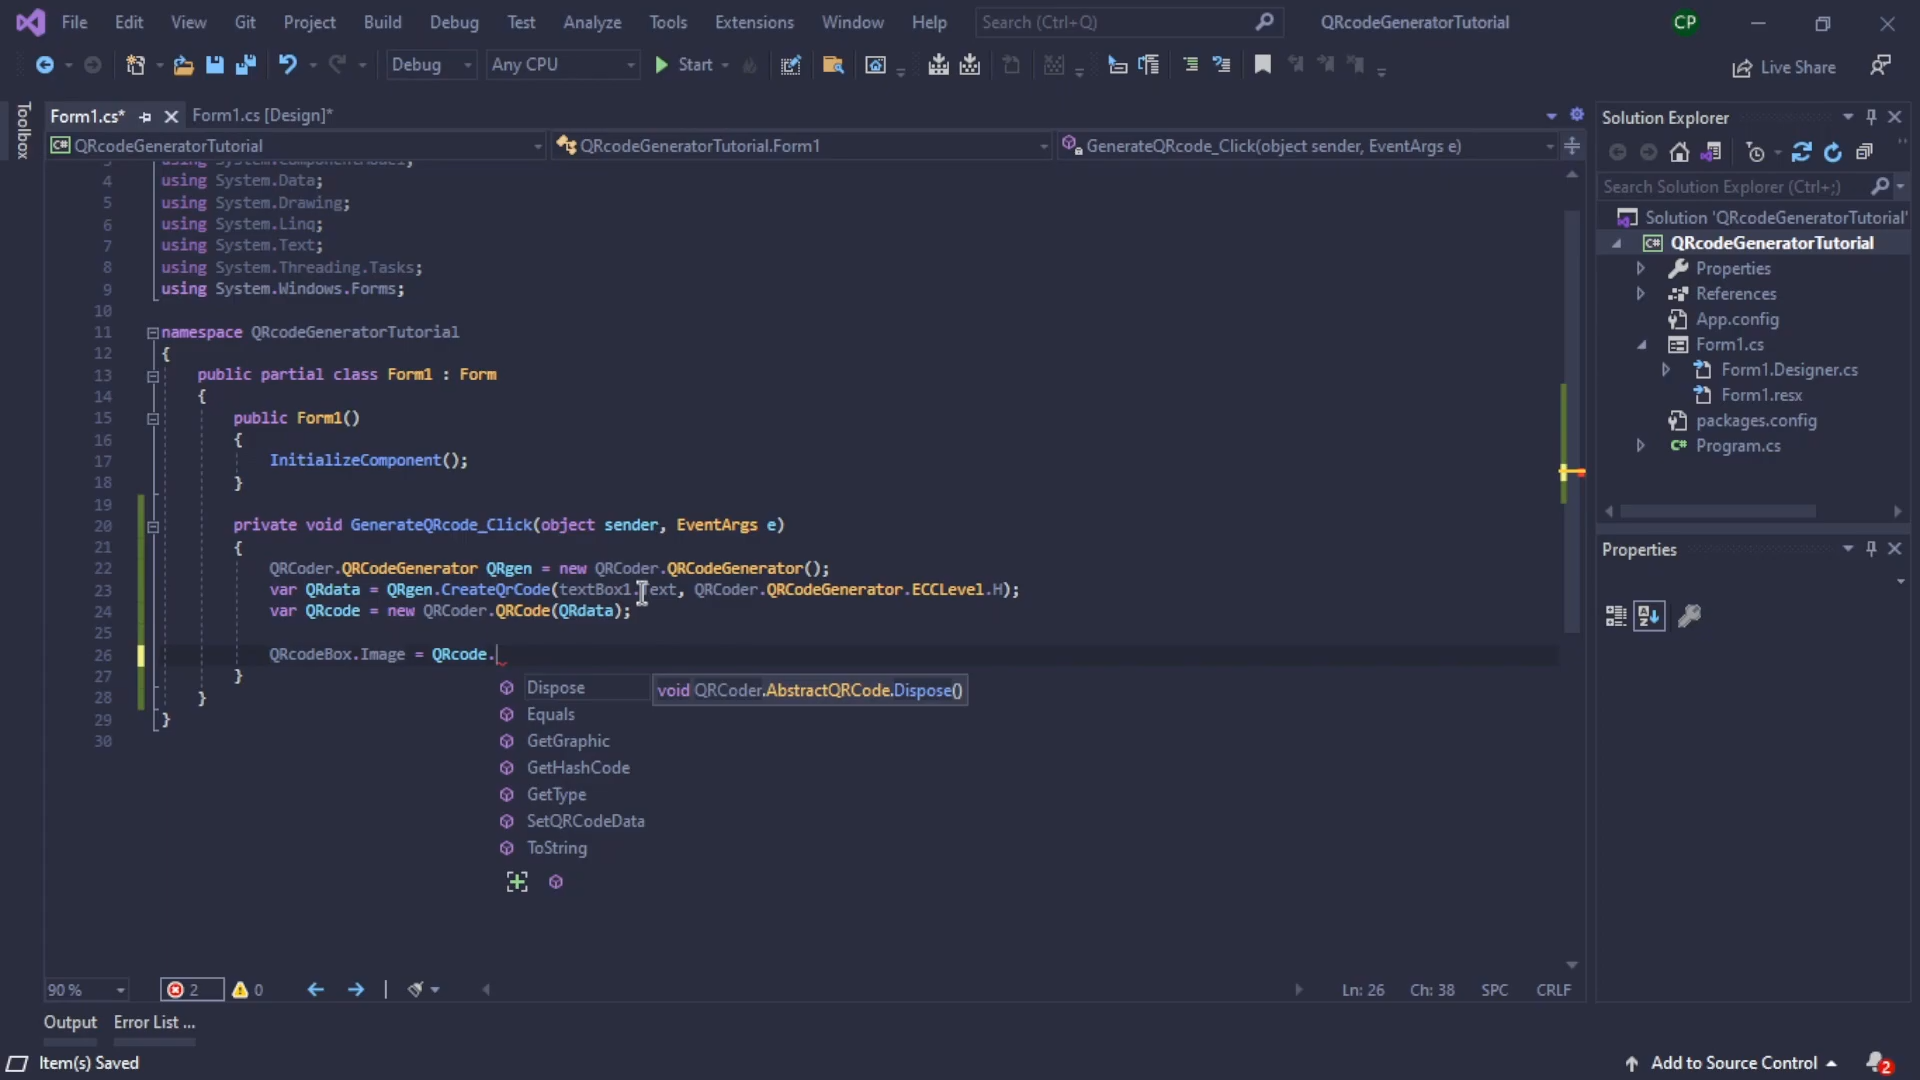 File Edit View Git Project Build Debug Test Analyze Tools Extensions Window Help Search (Ctrl+Q) QRcodeGeneratorTutorial CP
Debug Any CPU Start Live Share
Toolbox
Form1.cs* Form1.cs [Design]*
QRcodeGeneratorTutorial QRcodeGeneratorTutorial.Form1 GenerateQRcode_Click(object sender, EventArgs e)
using System.ComponentModel;
4 using System.Data;
5 using System.Drawing;
6 using System.Linq;
7 using System.Text;
8 using System.Threading.Tasks;
9 using System.Windows.Forms;
10
11 namespace QRcodeGeneratorTutorial
12 {
13 public partial class Form1 : Form
14 {
15 public Form1()
16 {
17 InitializeComponent();
18 }
19
20 private void GenerateQRcode_Click(object sender, EventArgs e)
21 {
22 QRCoder.QRCodeGenerator QRgen = new QRCoder.QRCodeGenerator();
23 var QRdata = QRgen.CreateQrCode(textBox1.Text, QRCoder.QRCodeGenerator.ECCLevel.H);
24 var QRcode = new QRCoder.QRCode(QRdata);
25
26 QRcodeBox.Image = QRcode.
27 }
28 }
29 }
30
Dispose void QRCoder.AbstractQRCode.Dispose()
Equals
GetGraphic
GetHashCode
GetType
SetQRCodeData
ToString
Solution Explorer
Search Solution Explorer (Ctrl+;)
Solution 'QRcodeGeneratorTutorial'
C# QRcodeGeneratorTutorial
Properties
References
App.config
Form1.cs
Form1.Designer.cs
Form1.resx
packages.config
C# Program.cs
Properties
90 % 2 0 Ln: 26 Ch: 38 SPC CRLF
Output Error List ...
Item(s) Saved Add to Source Control 2